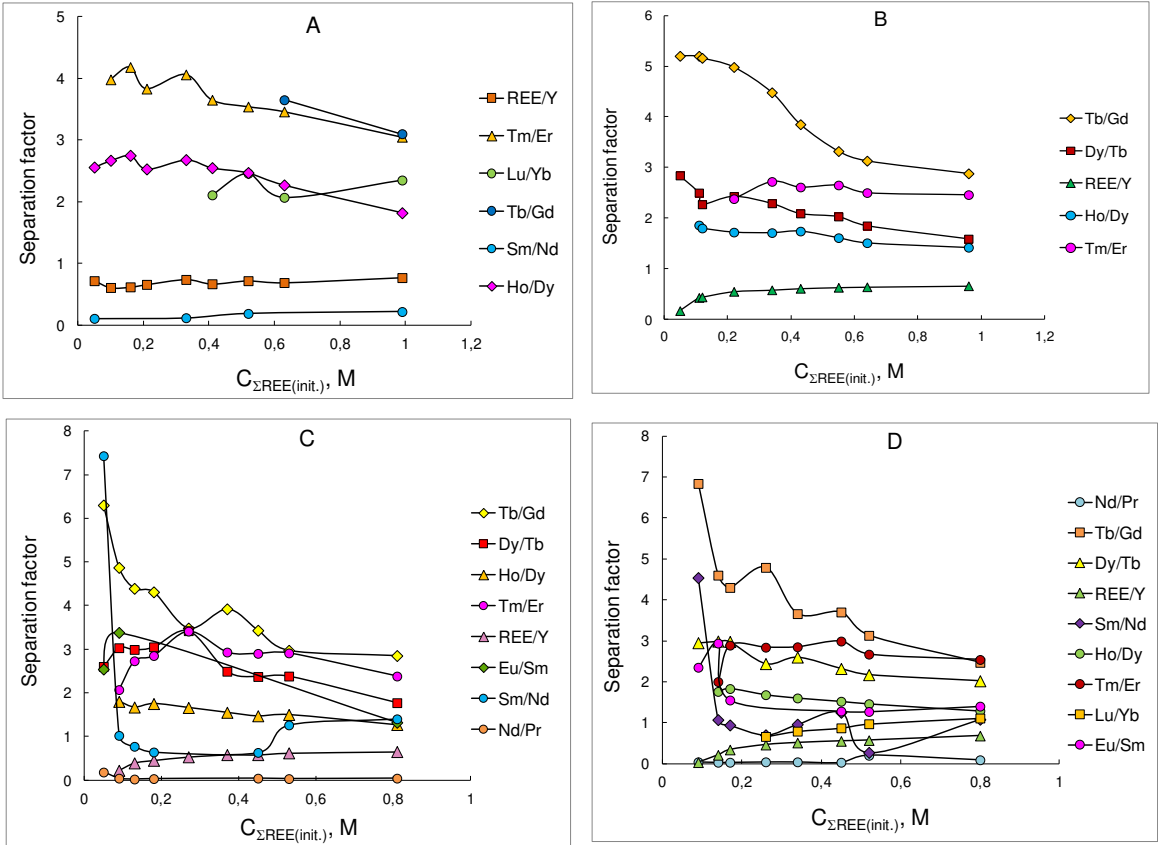 A
Separation factor
5
4
3
2
1
0
0 0,2 0,4 0,6 0,8 1 1,2
C ΣREE(init.), M
REE/Y
Tm/Er
Lu/Yb
Tb/Gd
Sm/Nd
Ho/Dy
B
Separation factor
6
5
4
3
2
1
0
0 0,2 0,4 0,6 0,8 1 1,2
C ΣREE(init.), M
Tb/Gd
Dy/Tb
REE/Y
Ho/Dy
Tm/Er
C
Separation factor
8
7
6
5
4
3
2
1
0
0 0,2 0,4 0,6 0,8 1
C ΣREE(init.), M
Tb/Gd
Dy/Tb
Ho/Dy
Tm/Er
REE/Y
Eu/Sm
Sm/Nd
Nd/Pr
D
Separation factor
8
7
6
5
4
3
2
1
0
0 0,2 0,4 0,6 0,8 1
C ΣREE(init.), M
Nd/Pr
Tb/Gd
Dy/Tb
REE/Y
Sm/Nd
Ho/Dy
Tm/Er
Lu/Yb
Eu/Sm